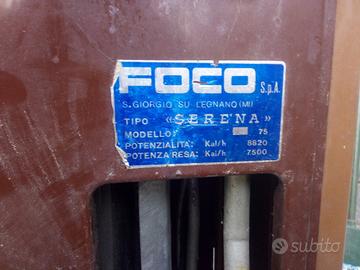 FOCO S.p.A.
S. GIORGIO SU LEGNANO (MI)
TIPO «SERENA»
MODELLO: 75
POTENZIALITA: Kal/h 8820
POTENZA RESA: Kal/h 7500
subito